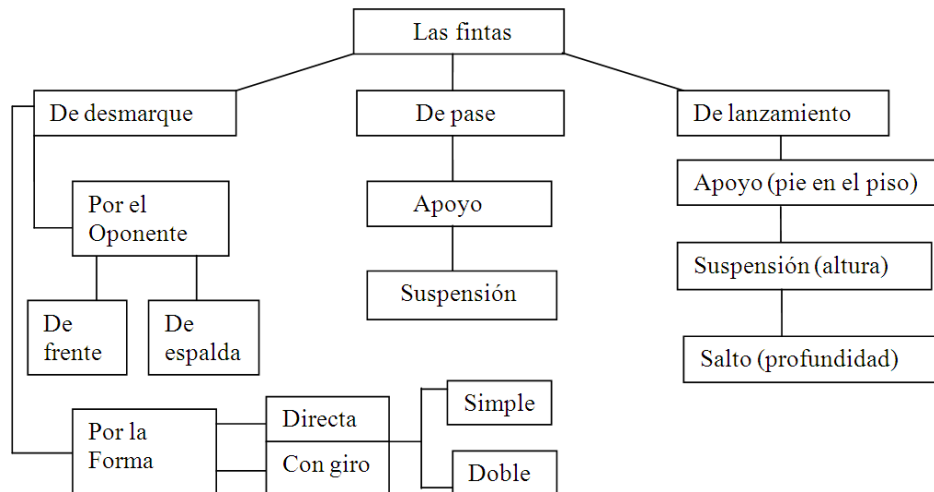 Las fintas
De desmarque
De pase
De lanzamiento
Por el
Oponente
De
frente
De
espalda
Apoyo
Suspensión
Apoyo (pie en el piso)
Suspensión (altura)
Salto (profundidad)
Por la
Forma
Directa
Con giro
Simple
Doble